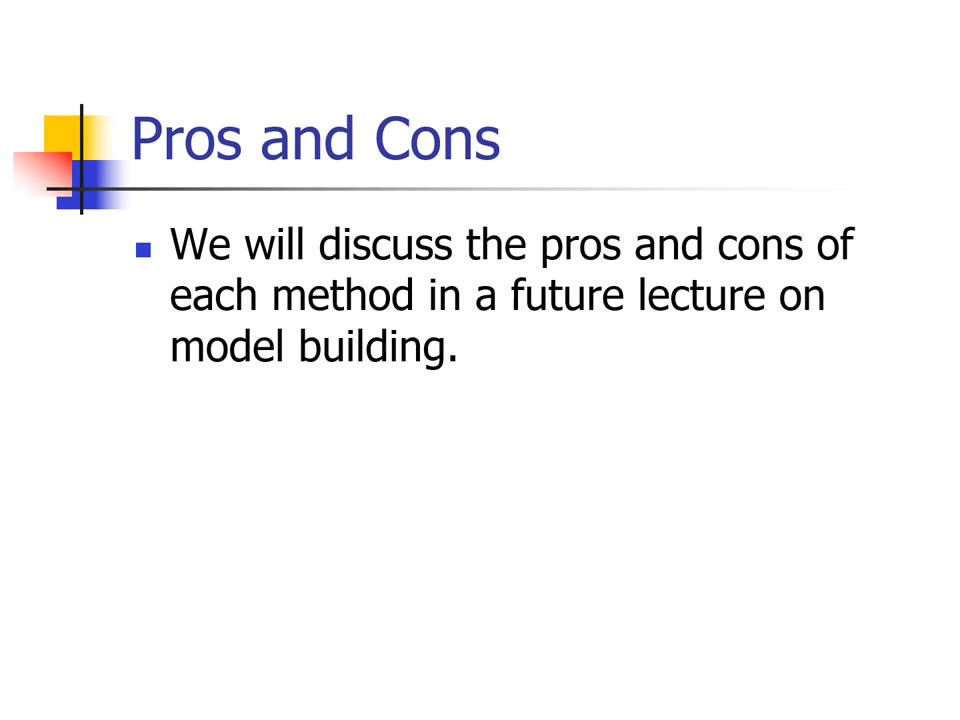 Pros and Cons
We will discuss the pros and cons of
each method in a future lecture on
model building.